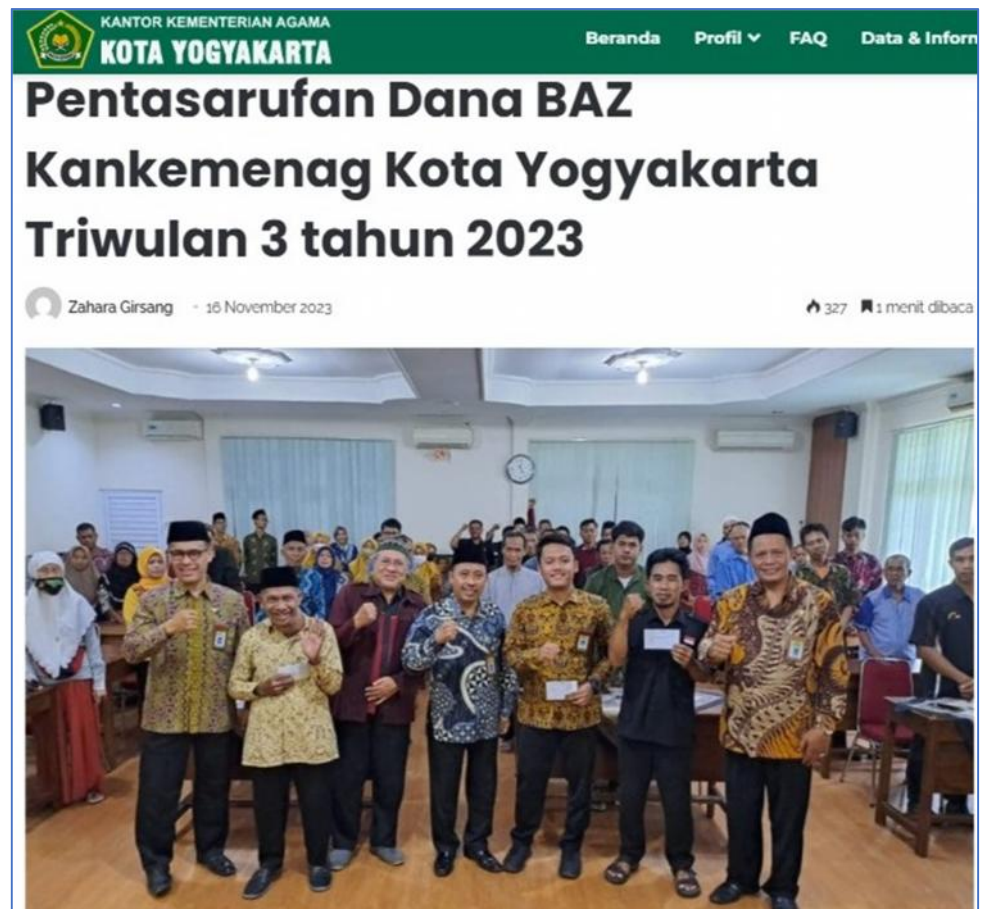 KANTOR KEMENTERIAN AGAMA
KOTA YOGYAKARTA
Beranda Profil FAQ Data & Inforn
Pentasarufan Dana BAZ
Kankemenag Kota Yogyakarta
Triwulan 3 tahun 2023
Zahara Girsang - 16 November 2023 327 1 menit dibaca